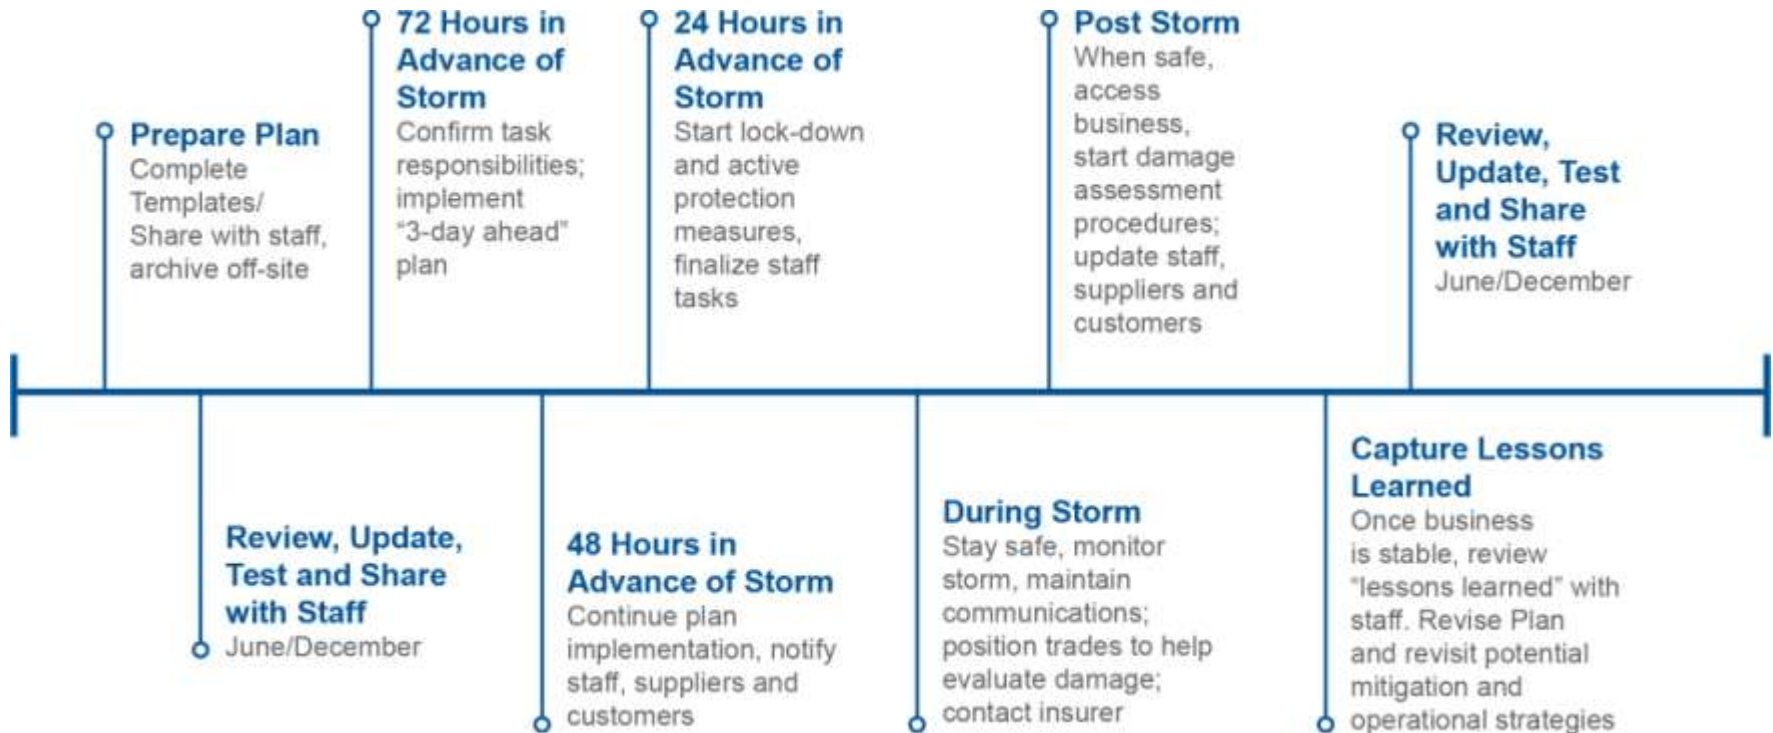 Prepare Plan
Complete
Templates/
Share with staff,
archive off-site
Review, Update,
Test and Share
with Staff
June/December
72 Hours in
Advance of
Storm
Confirm task
responsibilities;
implement
“3-day ahead”
plan
48 Hours in
Advance of Storm
Continue plan
implementation, notify
staff, suppliers and
customers
24 Hours in
Advance of
Storm
Start lock-down
and active
protection
measures,
finalize staff
tasks
During Storm
Stay safe, monitor
storm, maintain
communications;
position trades to help
evaluate damage;
contact insurer
Post Storm
When safe,
access
business,
start damage
assessment
procedures;
update staff,
suppliers and
customers
Capture Lessons
Learned
Once business
is stable, review
“lessons learned” with
staff. Revise Plan
and revisit potential
mitigation and
operational strategies
Review,
Update, Test
and Share
with Staff
June/December